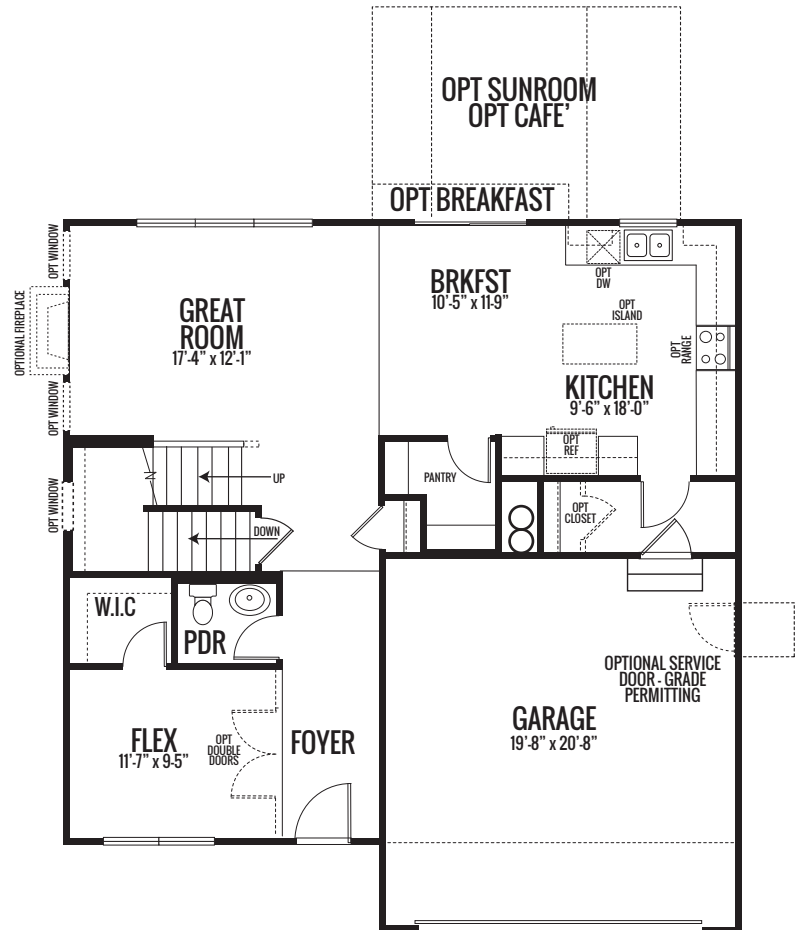 OPT SUNROOM
OPT CAFE’
OPT BREAKFAST
OPT WINDOW
OPTIONAL FIREPLACE
OPT WINDOW
GREAT
ROOM
17’-4” x 12’-1”
BRKFST
10’-5” x 11-9”
OPT
DW
OPT
ISLAND
OPT
RANGE
KITCHEN
9’-6” x 18’-0”
OPT
REF
PANTRY
UP
OPT WINDOW
DOWN
OPT
CLOSET
W.I.C
PDR
OPTIONAL SERVICE
DOOR - GRADE
PERMITTING
FLEX
11’-7” x 9-5”
OPT
DOUBLE
DOORS
FOYER
GARAGE
19’-8” x 20’-8”